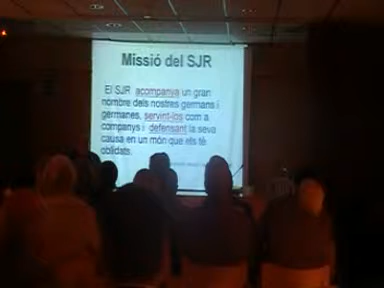 Missió del SJR
El SJR acompanya un gran
nombre dels nostres germans i
germanes, servint-los com a
companys i defensant la seva
causa en un món que els té
oblidats.